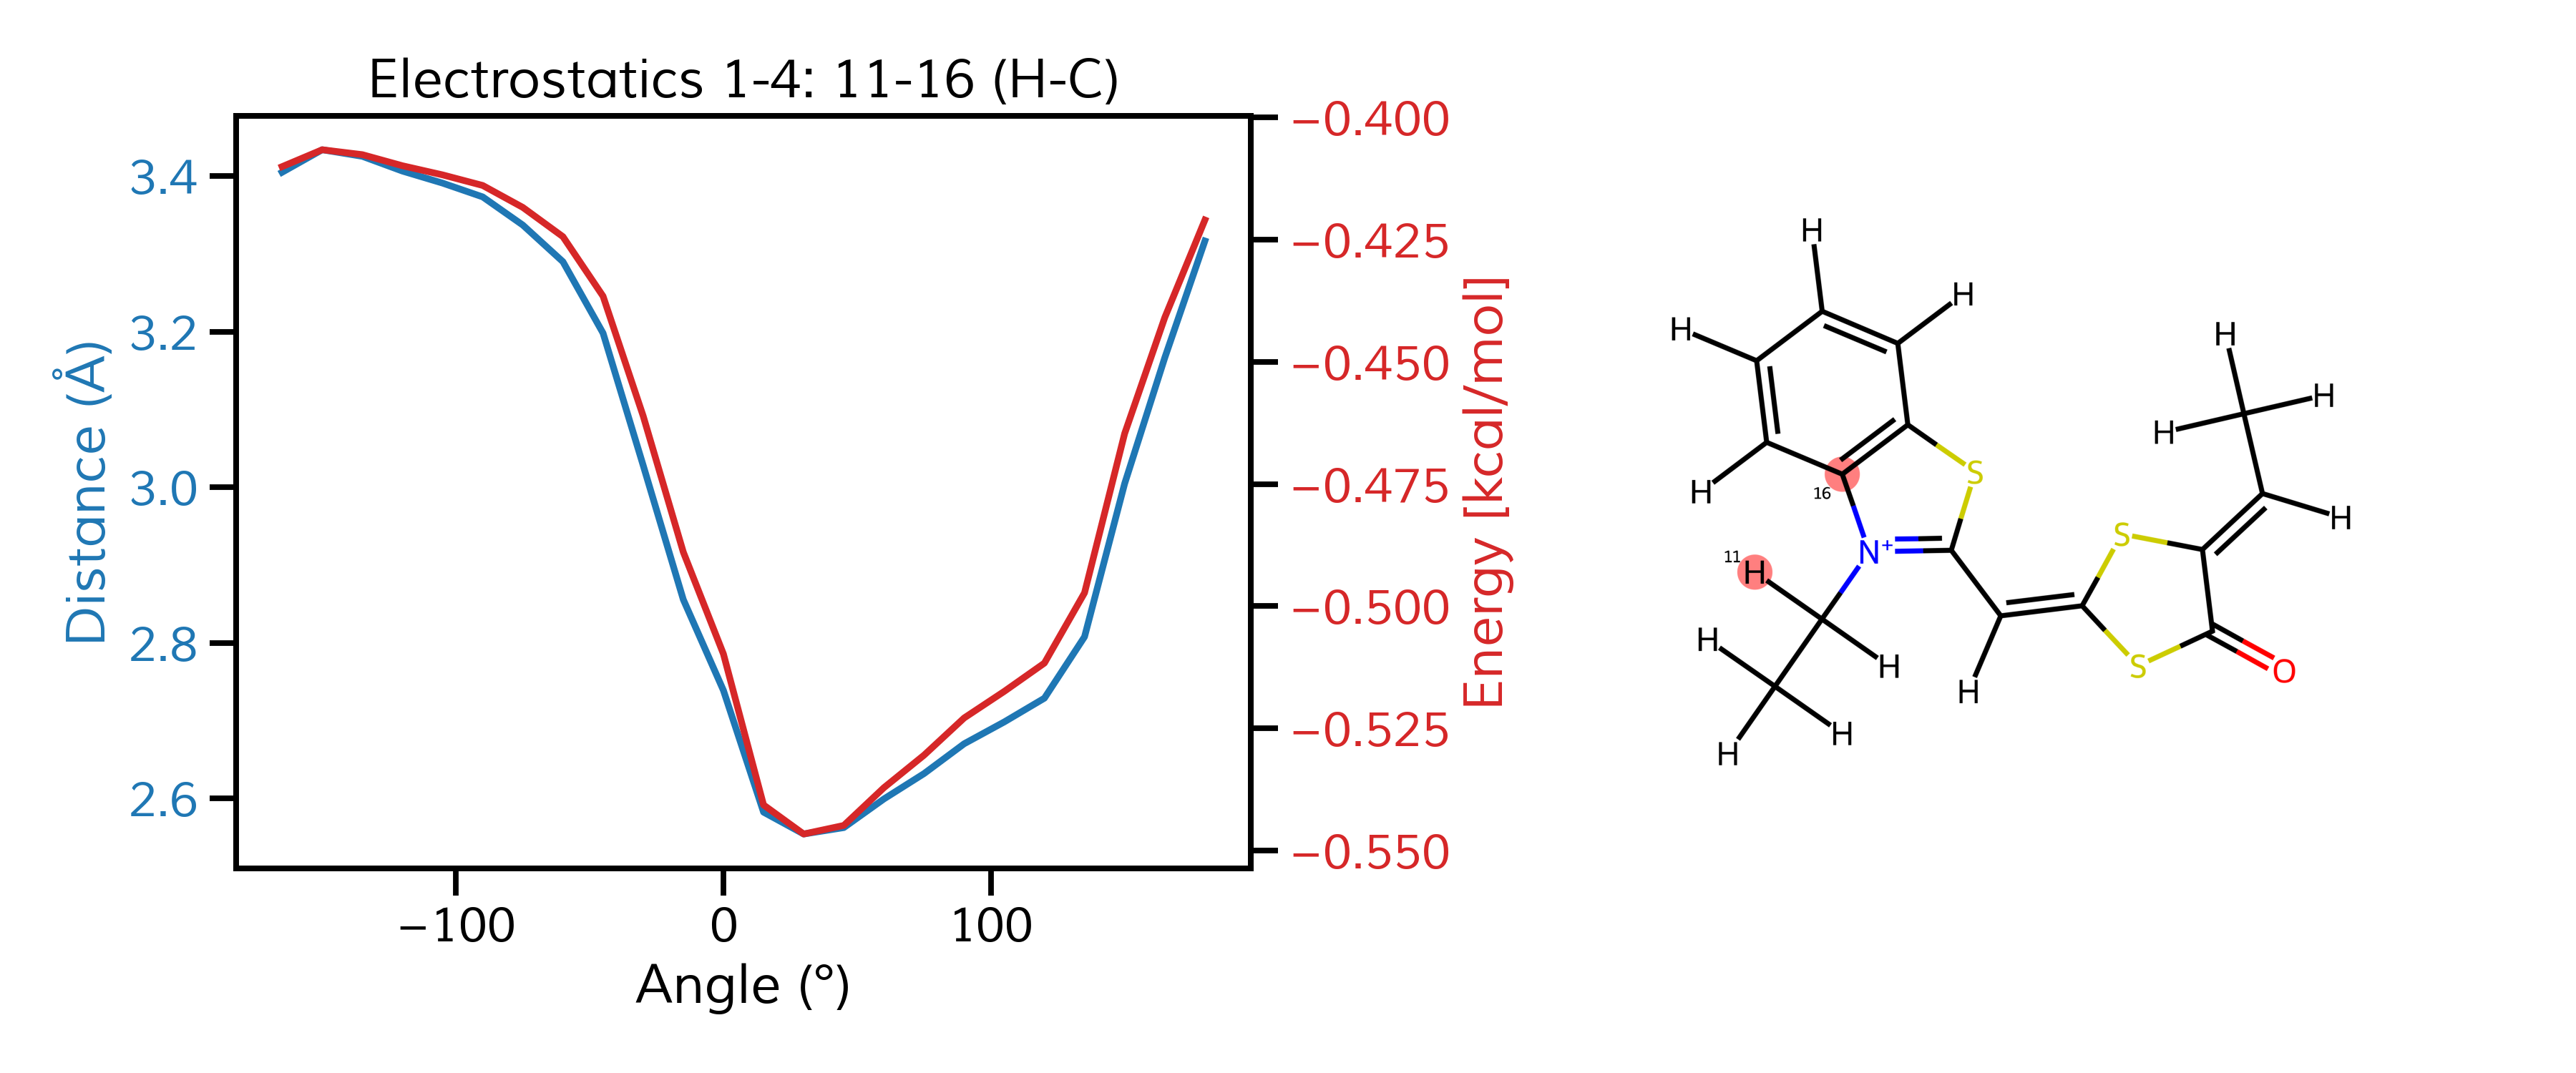 Electrostatics 1-4: 11-16 (H-C)
Distance (Å)
3.4
3.2
3.0
2.8
2.6
−100
0
100
Angle (°)
−0.400
−0.425
−0.450
−0.475
−0.500
−0.525
−0.550
Energy [kcal/mol]
H
H
H
H
H
H
H
S
16
S
H
N⁺
11
H
H
H
S
O
H
H
H